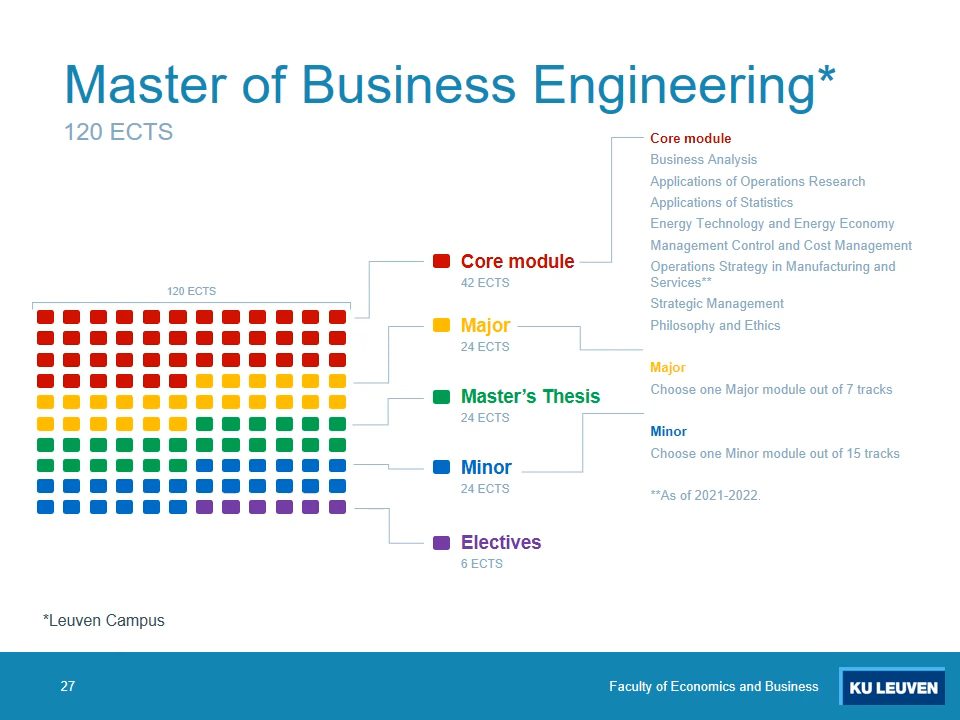 Master of Business Engineering*
120 ECTS
120 ECTS
Core module
42 ECTS
Major
24 ECTS
Master's Thesis
24 ECTS
Minor
24 ECTS
Electives
6 ECTS
Core module
Business Analysis
Applications of Operations Research
Applications of Statistics
Energy Technology and Energy Economy
Management Control and Cost Management
Operations Strategy in Manufacturing and
Services**
Strategic Management
Philosophy and Ethics
Major
Choose one Major module out of 7 tracks
Minor
Choose one Minor module out of 15 tracks
**As of 2021-2022.
*Leuven Campus
27
Faculty of Economics and Business
KU LEUVEN